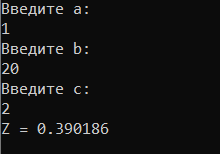 Введите a:
1
Введите b:
20
Введите c:
2
Z = 0.390186